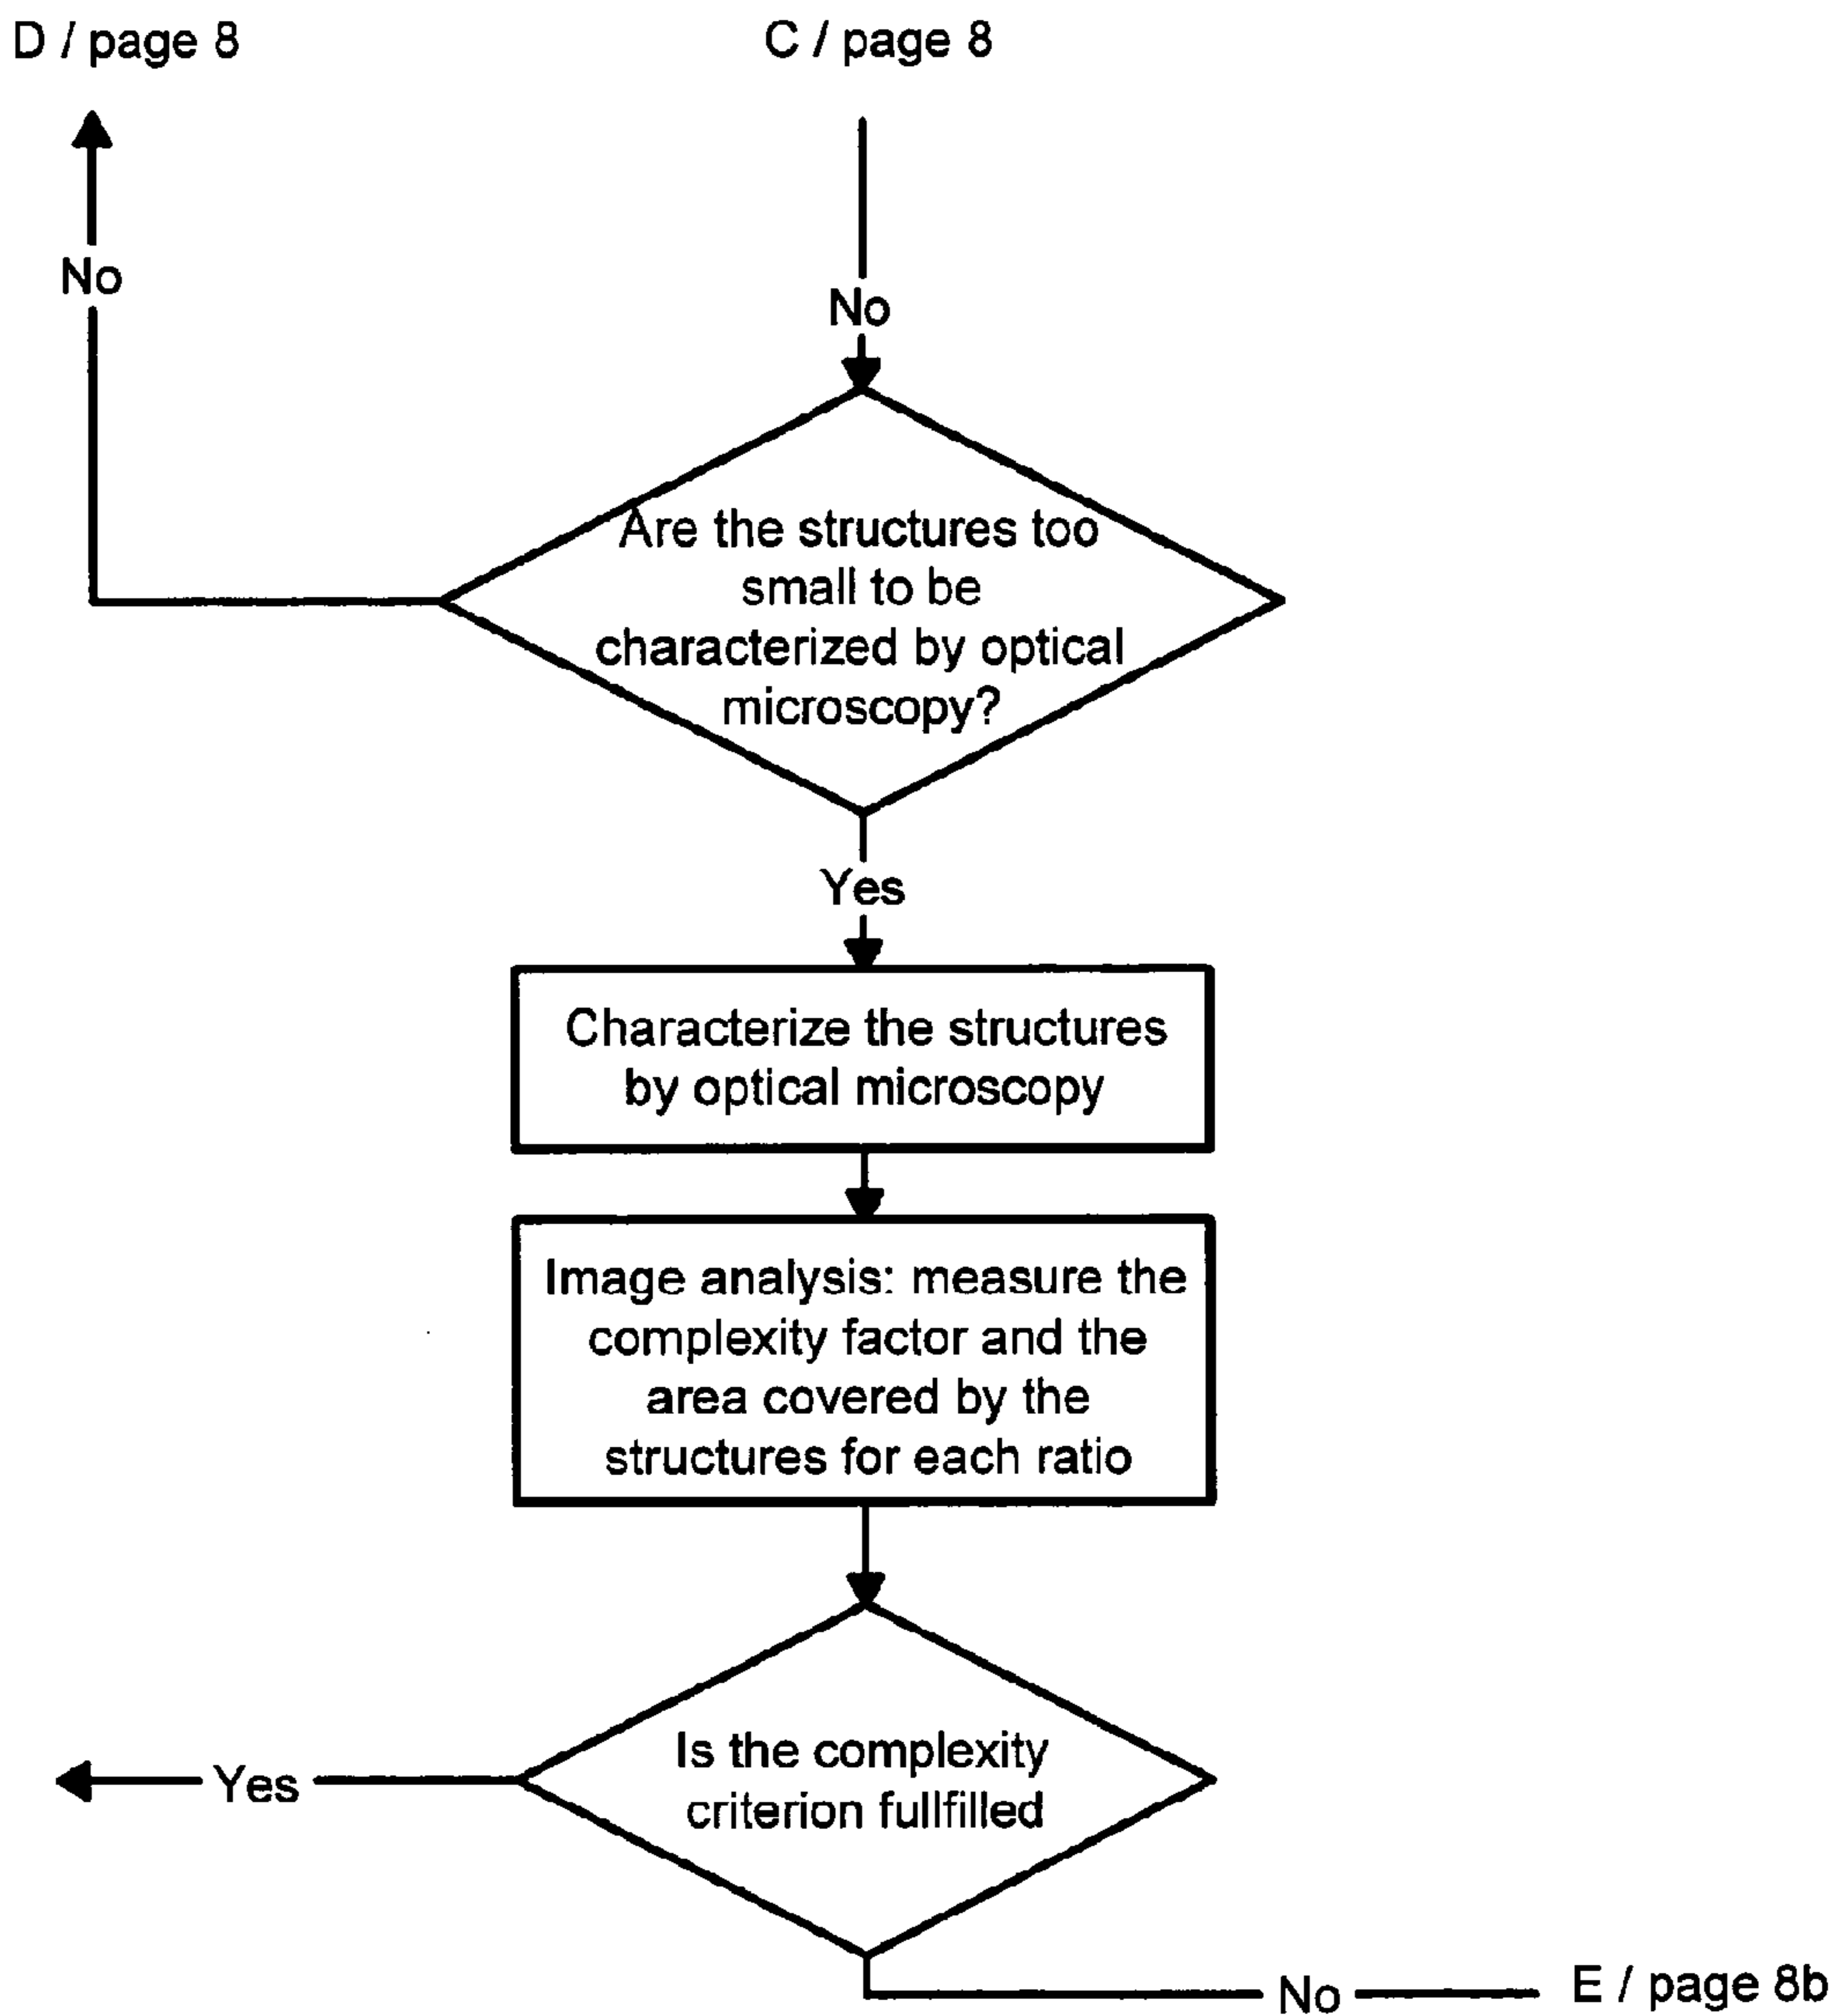 D / page 8
C / page 8
No
No
Are the structures too
small to be
characterized by optical
microscopy?
Yes
Characterize the structures
by optical microscopy
Image analysis: measure the
complexity factor and the
area covered by the
structures for each ratio
Is the complexity
criterion fullfilled
Yes
No
E / page 8b